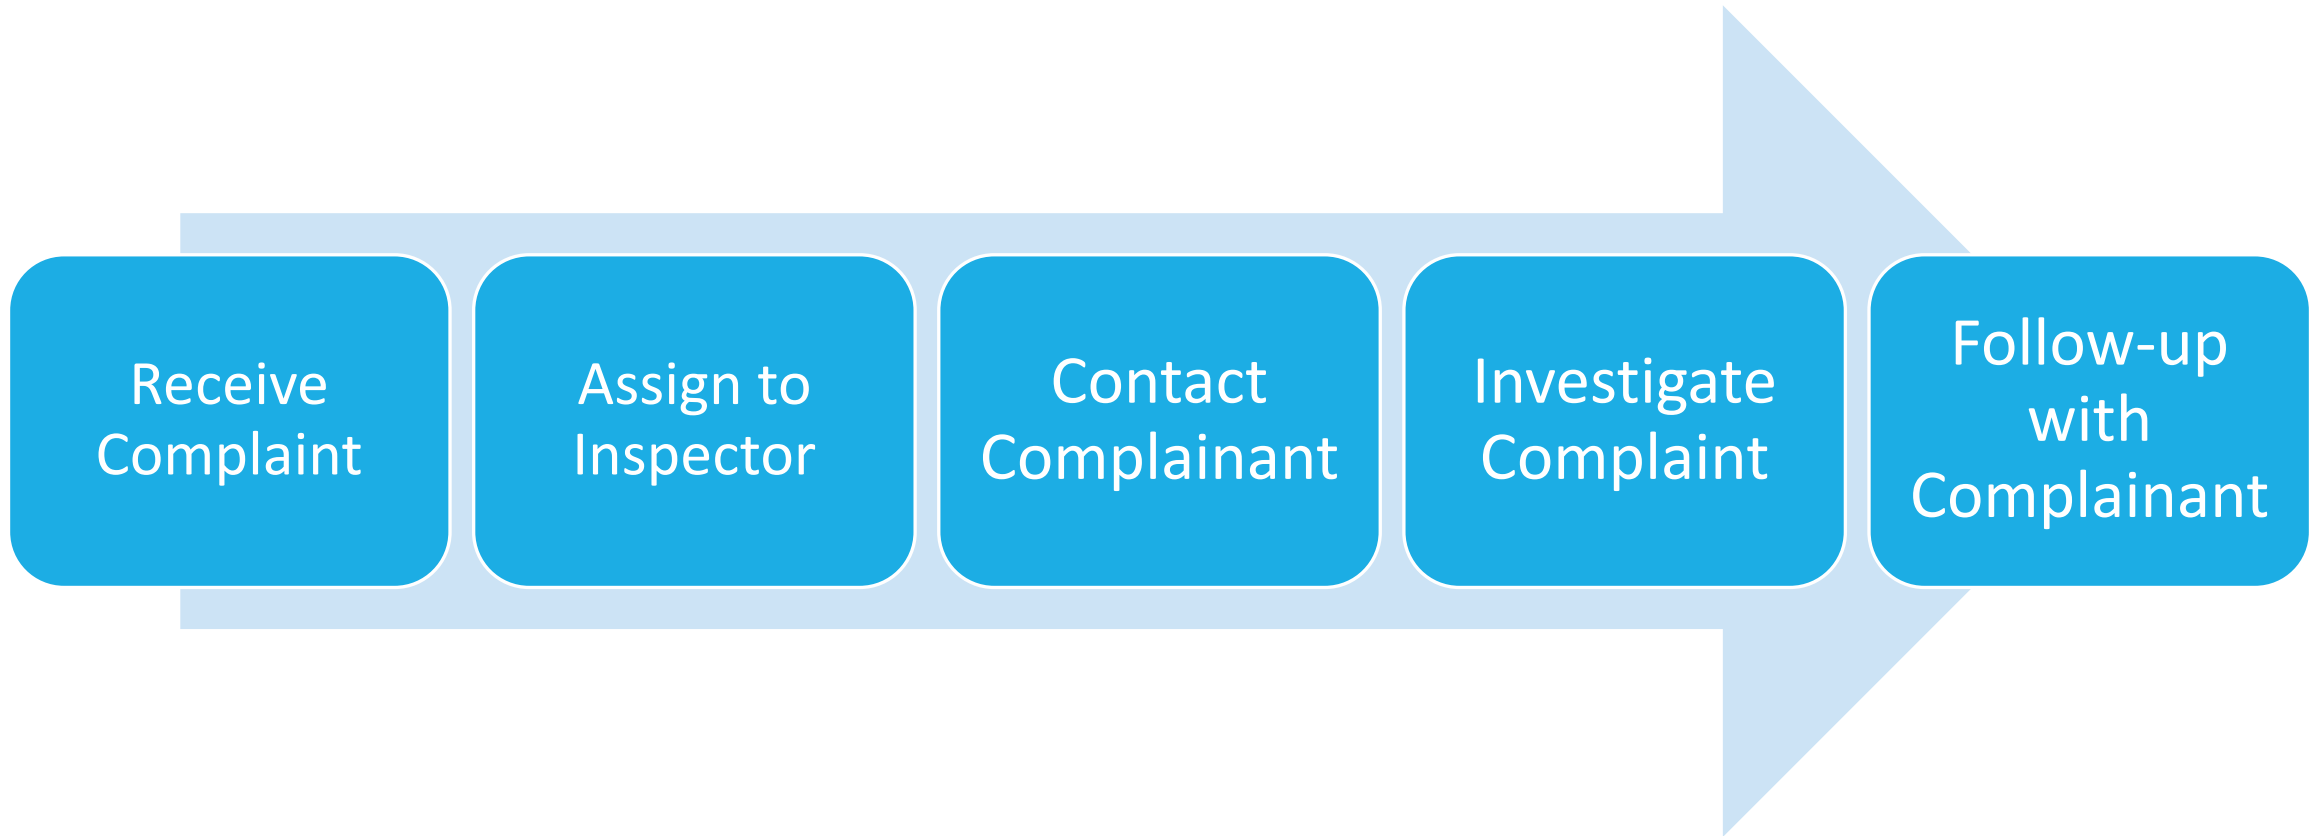 Receive
Complaint
Assign to
Inspector
Contact
Complainant
Investigate
Complaint
Follow-up
with
Complainant